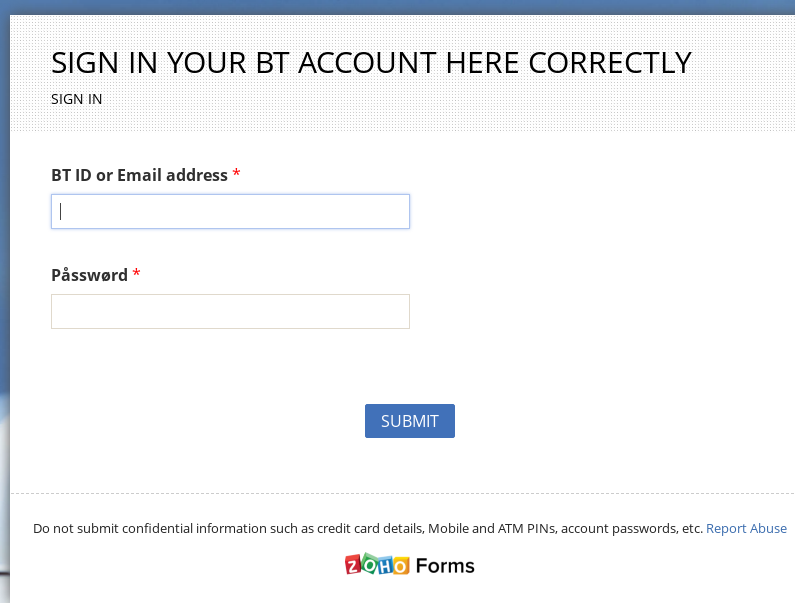 SIGN IN YOUR BT ACCOUNT HERE CORRECTLY
SIGN IN
BT ID or Email address *
Påsswørd *
SUBMIT
Do not submit confidential information such as credit card details, Mobile and ATM PINs, account passwords, etc. Report Abuse
ZOHO Forms